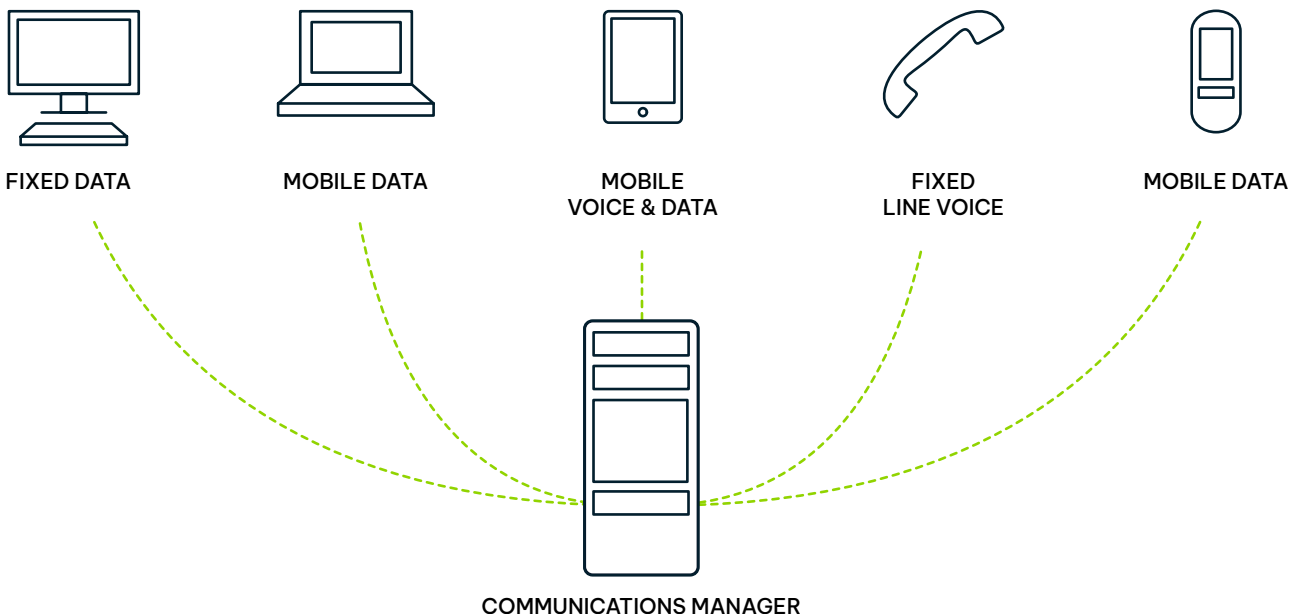 FIXED DATA
MOBILE DATA
MOBILE
VOICE & DATA
FIXED
LINE VOICE
MOBILE DATA
COMMUNICATIONS MANAGER